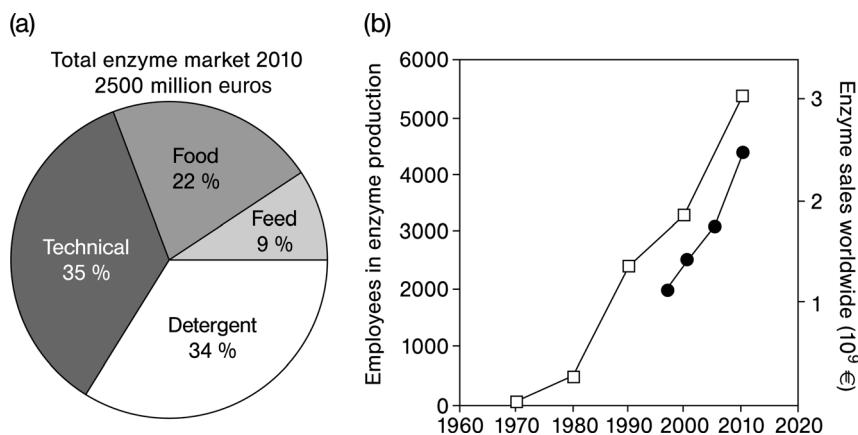 (a)
Total enzyme market 2010
2500 million euros
Food
22 %
Feed
9 %
Technical
35 %
Detergent
34 %
(b)
Employees in enzyme production
6000
5000
4000
3000
2000
1000
0
1960 1970 1980 1990 2000 2010 2020
3
2
1
Enzyme sales worldwide (10⁹ €)